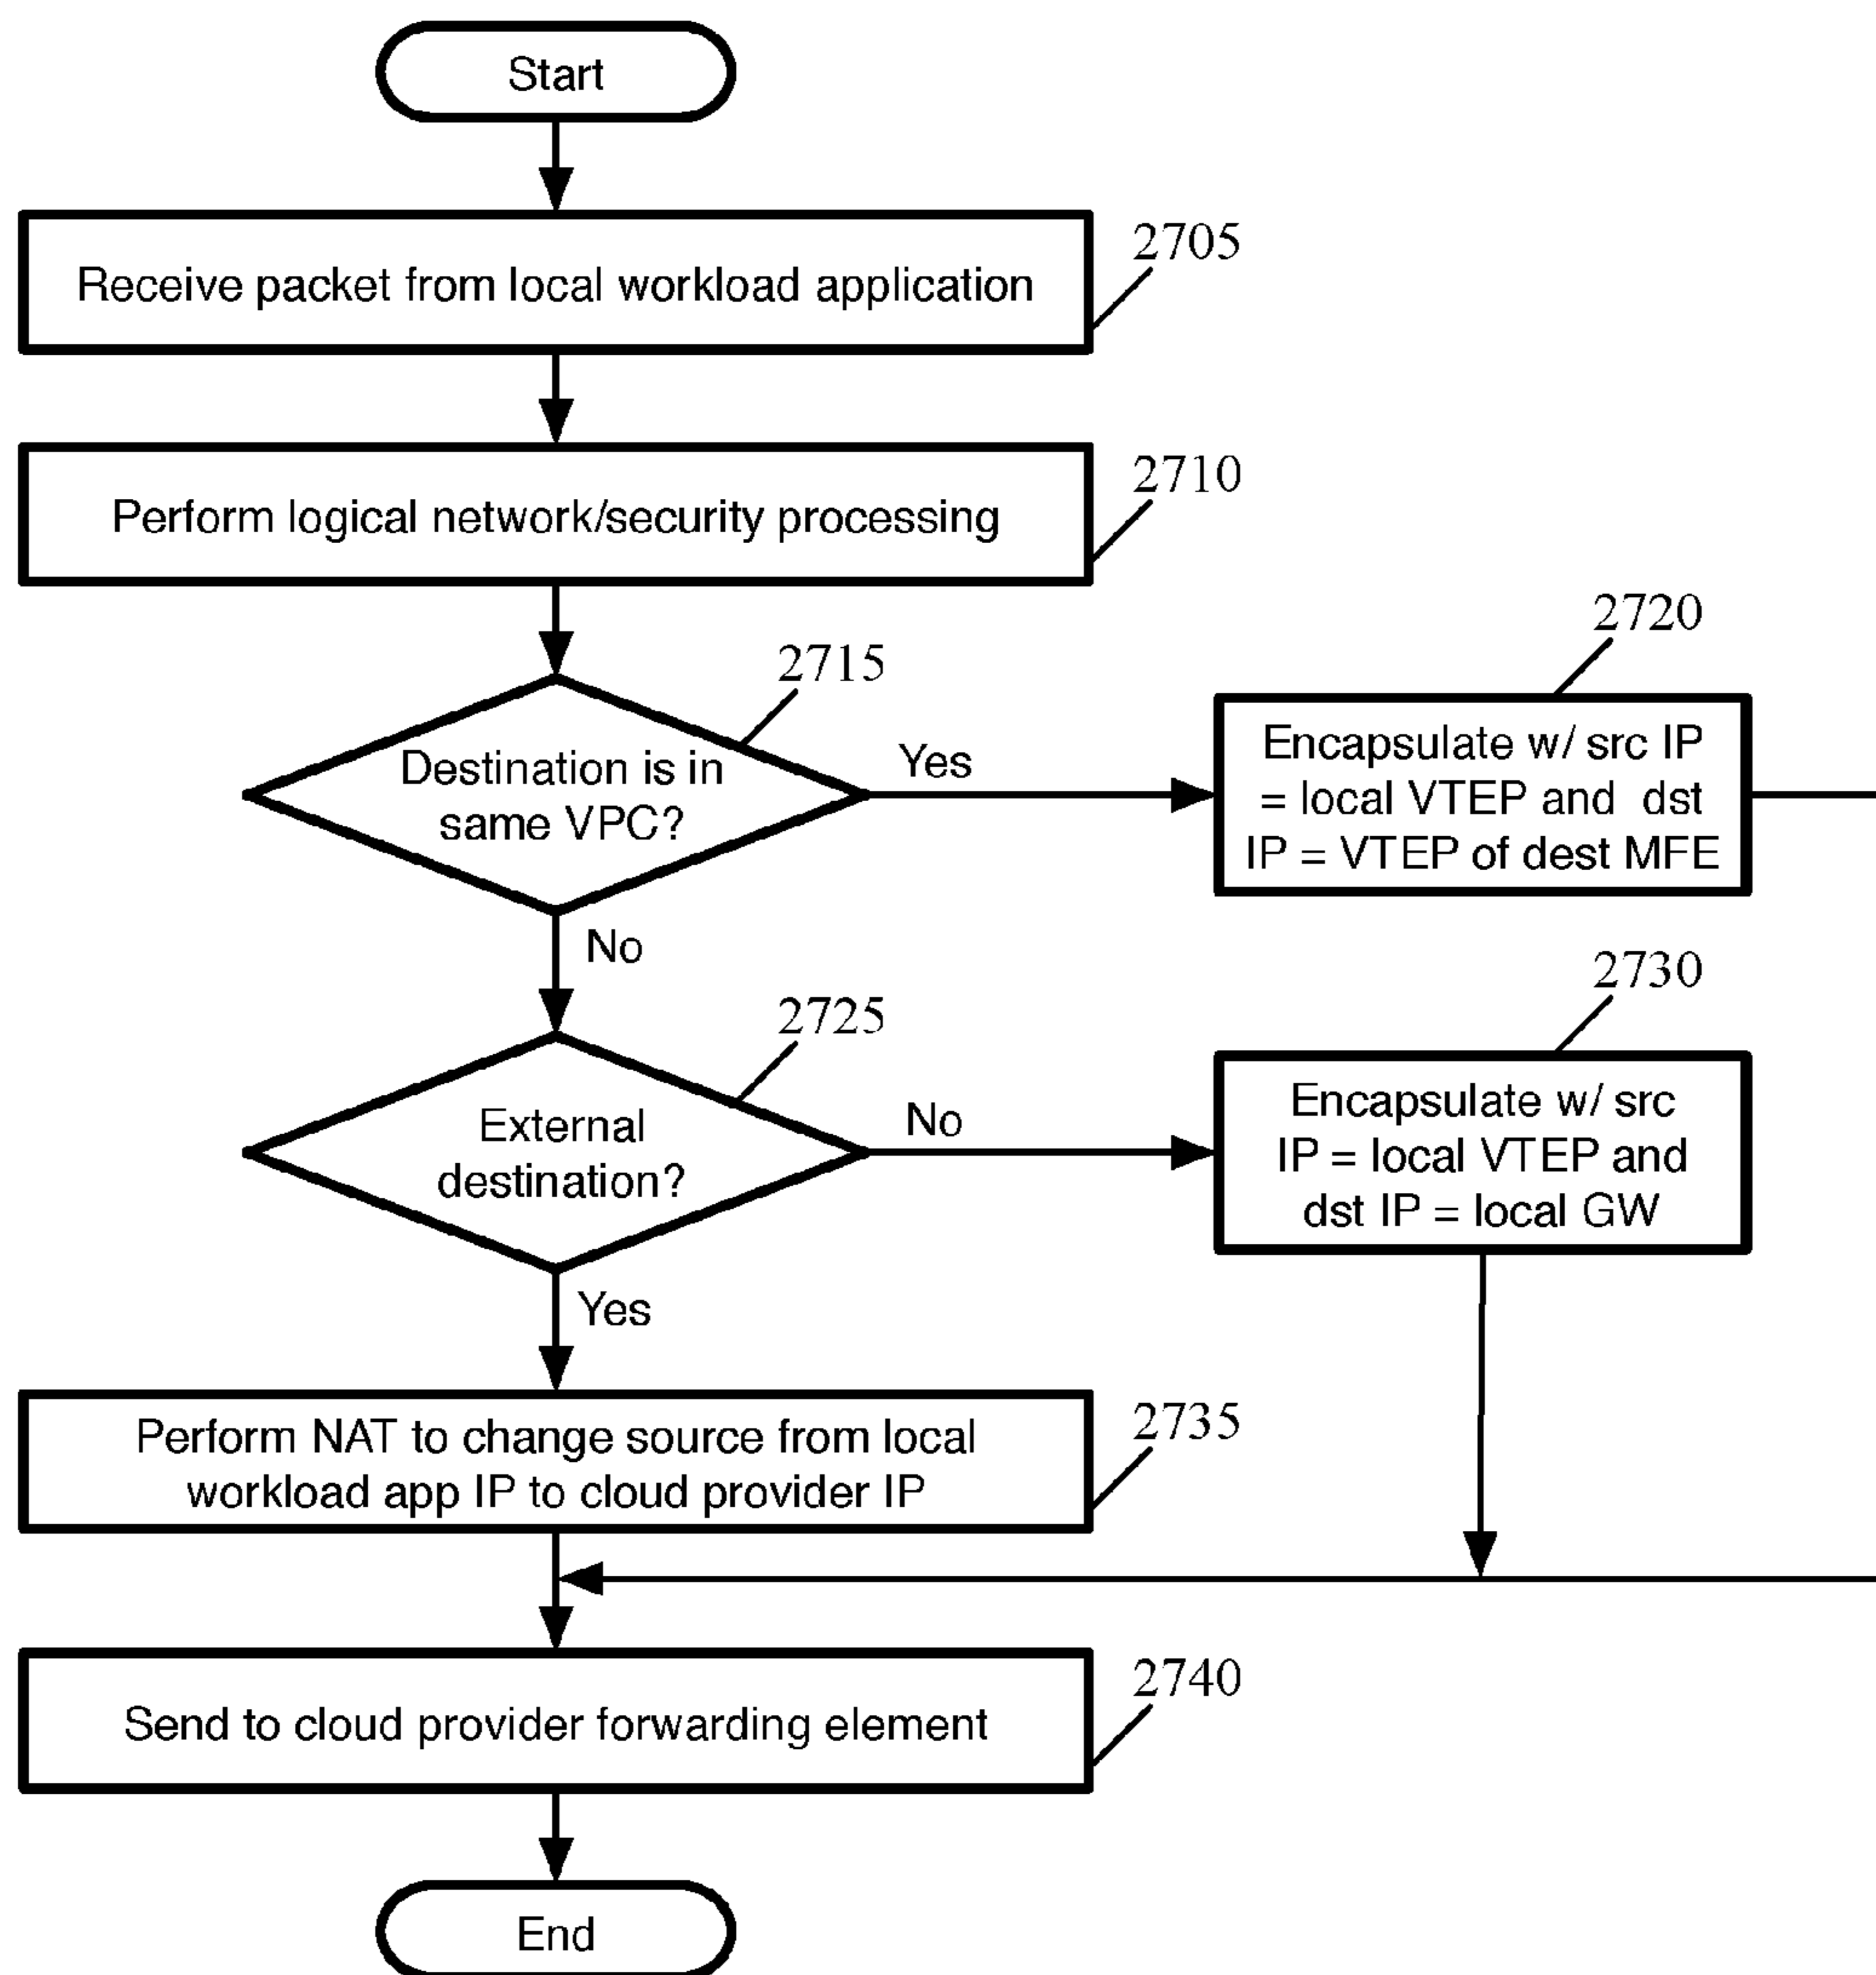 Start
2705
Receive packet from local workload application
2710
Perform logical network/security processing
2715
Destination is in
same VPC?
Yes
2720
Encapsulate w/ src IP
= local VTEP and dst
IP = VTEP of dest MFE
No
2725
External
destination?
No
2730
Encapsulate w/ src
IP = local VTEP and
dst IP = local GW
Yes
2735
Perform NAT to change source from local
workload app IP to cloud provider IP
2740
Send to cloud provider forwarding element
End